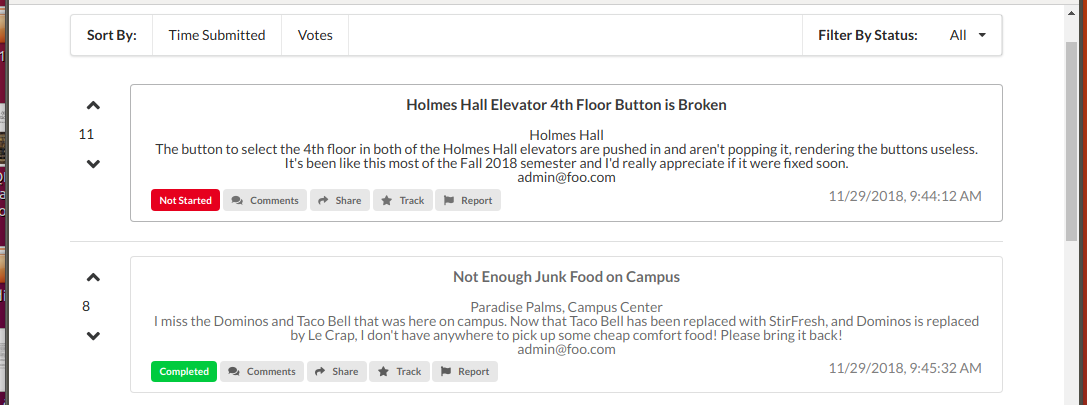 Sort By: Time Submitted Votes Filter By Status: All
Holmes Hall Elevator 4th Floor Button is Broken
11
Holmes Hall
The button to select the 4th floor in both of the Holmes Hall elevators are pushed in and aren't popping it, rendering the buttons useless.
It's been like this most of the Fall 2018 semester and I'd really appreciate if it were fixed soon.
admin@foo.com
Not Started Comments Share Track Report 11/29/2018, 9:44:12 AM
Not Enough Junk Food on Campus
8
Paradise Palms, Campus Center
I miss the Dominos and Taco Bell that was here on campus. Now that Taco Bell has been replaced with StirFresh, and Dominos is replaced
by Le Crap, I don't have anywhere to pick up some cheap comfort food! Please bring it back!
admin@foo.com
Completed Comments Share Track Report 11/29/2018, 9:45:32 AM